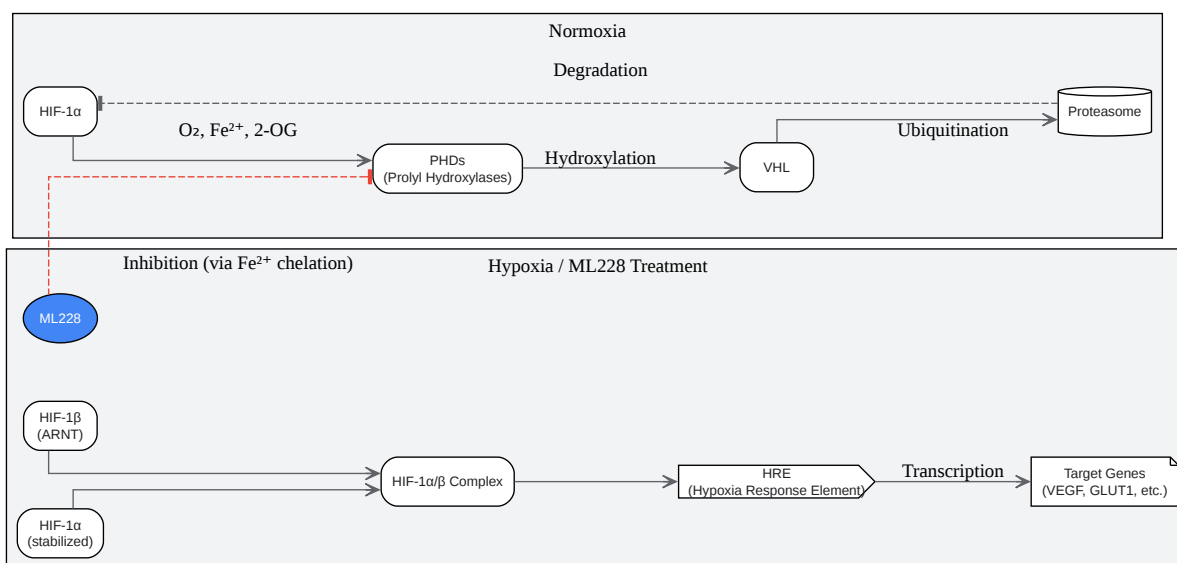 Normoxia
Degradation
HIF-1α
Proteasome
O₂, Fe²⁺, 2-OG
Ubiquitination
PHDs
(Prolyl Hydroxylases)
Hydroxylation
VHL
Inhibition (via Fe²⁺ chelation)
Hypoxia / ML228 Treatment
ML228
HIF-1β
(ARNT)
HIF-1α/β Complex
HRE
(Hypoxia Response Element)
Transcription
Target Genes
(VEGF, GLUT1, etc.)
HIF-1α
(stabilized)